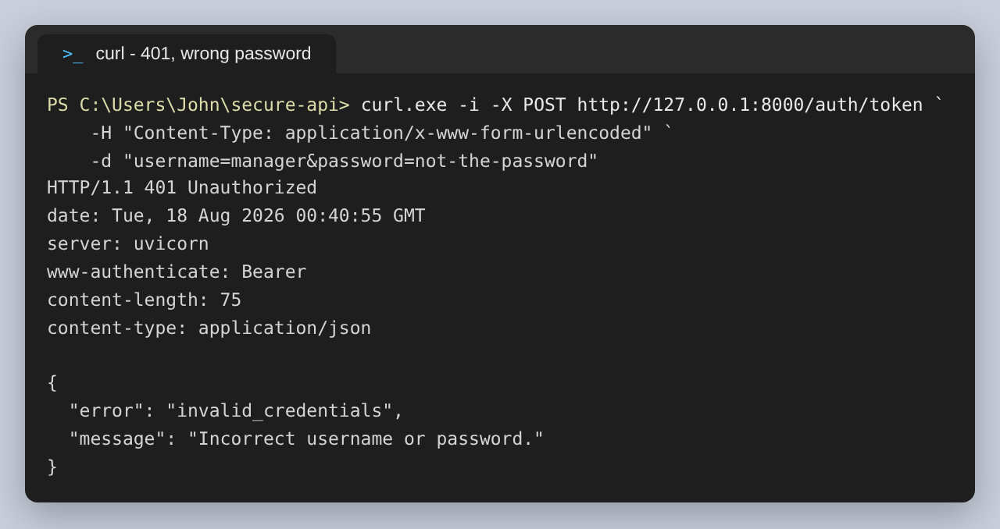 >_ curl - 401, wrong password
PS C:\Users\John\secure-api> curl.exe -i -X POST http://127.0.0.1:8000/auth/token `
    -H "Content-Type: application/x-www-form-urlencoded" `
    -d "username=manager&password=not-the-password"
HTTP/1.1 401 Unauthorized
date: Tue, 18 Aug 2026 00:40:55 GMT
server: uvicorn
www-authenticate: Bearer
content-length: 75
content-type: application/json

{
  "error": "invalid_credentials",
  "message": "Incorrect username or password."
}